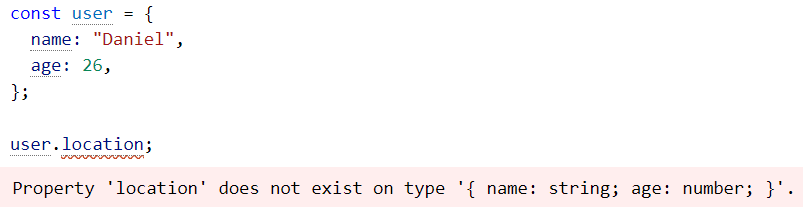 const user = {
  name: "Daniel",
  age: 26,
};
user.location;
Property 'location' does not exist on type '{ name: string; age: number; }'.